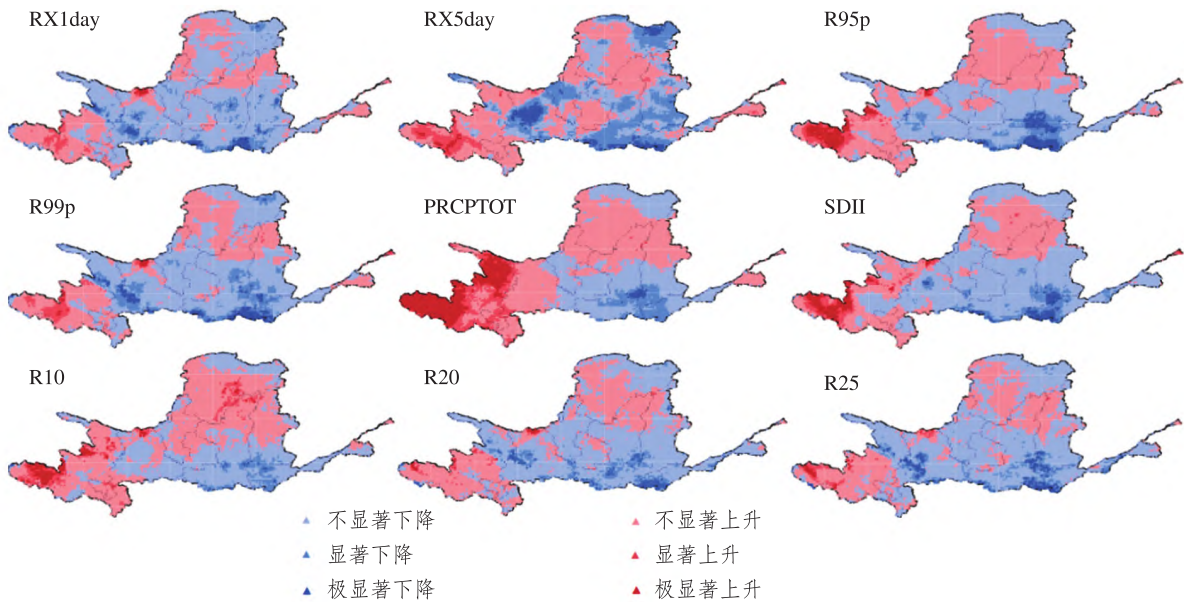 RX1day
RX5day
R95p
R99p
PRCPTOT
SDII
R10
R20
R25
不显著下降
不显著上升
显著下降
显著上升
极显著下降
极显著上升